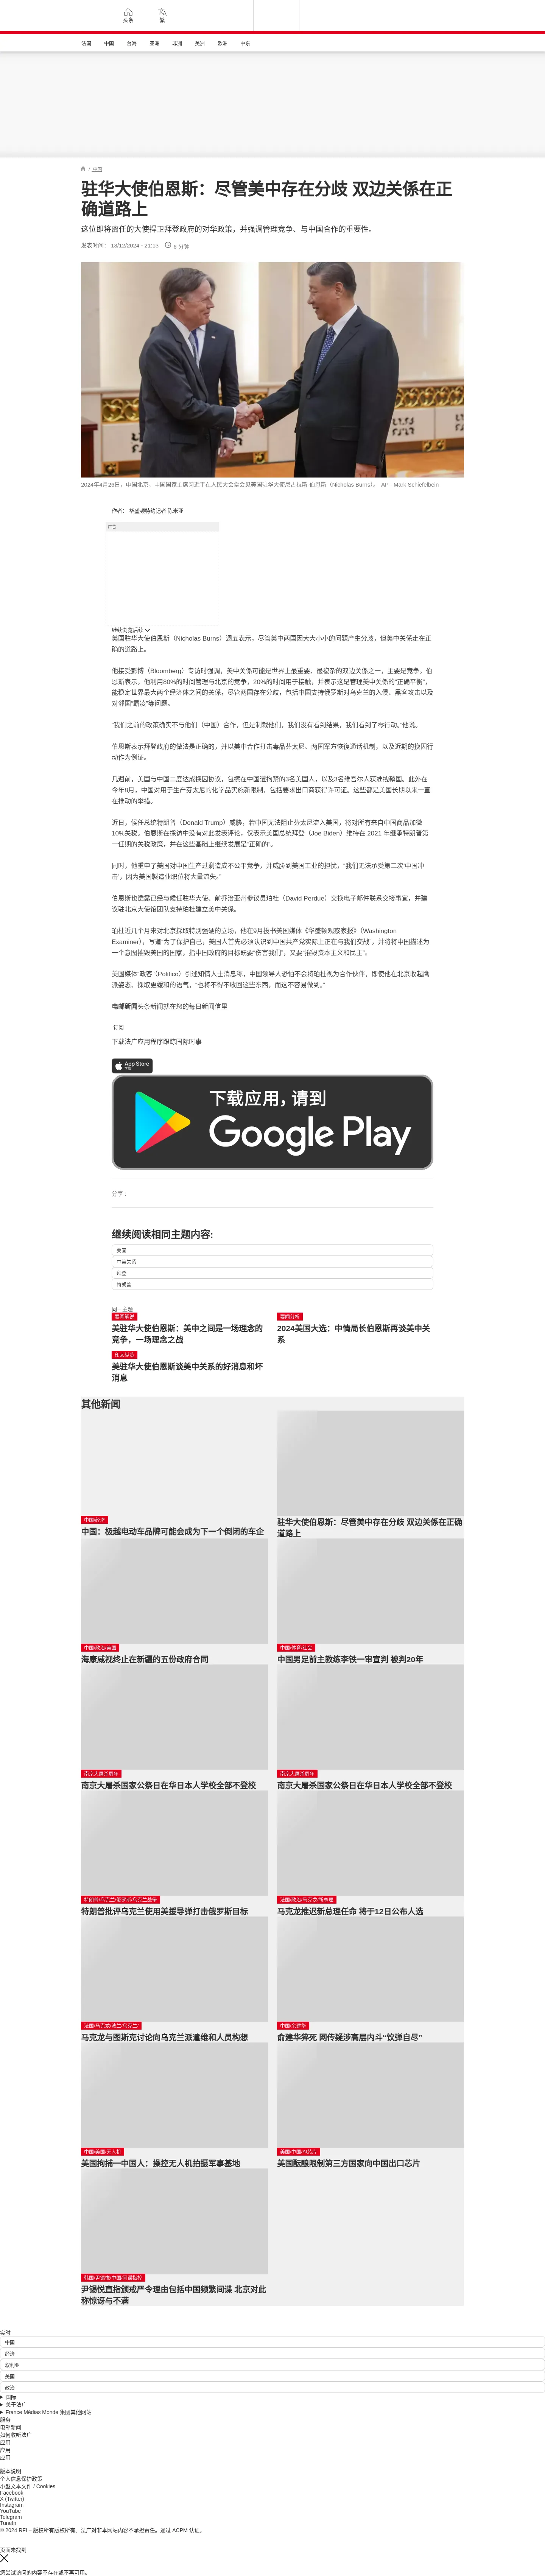 头条
繁
法国 中国 台海 亚洲 非洲 美洲 欧洲 中东
/ 中国
驻华大使伯恩斯：尽管美中存在分歧 双边关係在正
确道路上
这位即将离任的大使捍卫拜登政府的对华政策，并强调管理竞争、与中国合作的重要性。
发表时间： 13/12/2024 - 21:13 6 分钟
2024年4月26日，中国北京，中国国家主席习近平在人民大会堂会见美国驻华大使尼古拉斯·伯恩斯（Nicholas Burns）。 AP - Mark Schiefelbein
作者： 华盛顿特约记者 陈米亚
广告
继续浏览后续
美国驻华大使伯恩斯（Nicholas Burns）週五表示，尽管美中两国因大大小小的问题产生分歧，但美中关係走在正
确的道路上。
他接受彭博（Bloomberg）专访时强调，美中关係可能是世界上最重要、最複杂的双边关係之一，主要是竞争。伯
恩斯表示，他利用80%的时间管理与北京的竞争，20%的时间用于接触，并表示这是管理美中关係的“正确平衡”，
能稳定世界最大两个经济体之间的关係，尽管两国存在分歧，包括中国支持俄罗斯对乌克兰的入侵、黑客攻击以及
对邻国“霸凌”等问题。
“我们之前的政策确实不与他们（中国）合作，但是制裁他们，我们没有看到结果，我们看到了零行动。”他说。
伯恩斯表示拜登政府的做法是正确的，并以美中合作打击毒品芬太尼、两国军方恢復通话机制，以及近期的换囚行
动作为例证。
几週前，美国与中国二度达成换囚协议，包攒在中国遭拘禁的3名美国人，以及3名维吾尔人获准拽籍国。此外在
今年8月，中国对用于生产芬太尼的化学品实施新限制，包括要求出口商获得许可证。这些都是美国长期以来一直
在推动的举措。
近日，候任总统特朗普（Donald Trump）威胁，若中国无法阻止芬太尼流入美国，将对所有来自中国商品加徵
10%关税。伯恩斯在探访中没有对此发表评论，仅表示美国总统拜登（Joe Biden）维持在 2021 年继承特朗普第
一任期的关税政策，并在这些基础上继续发展是“正确的”。
同时，他重申了美国对中国生产过剩造成不公平竞争，并威胁到美国工业的担忧，“我们无法承受第二次‘中国冲
击’，因为美国製造业职位将大量流失。”
伯恩斯也透露已经与候任驻华大使、前乔治亚州参议员珀杜（David Perdue）交换电子邮件联系交接事宜，并建
议驻北京大使馆团队支持珀杜建立美中关係。
珀杜近几个月来对北京採取特别强硬的立场，他在9月投书美国媒体《华盛顿观察家报》（Washington
Examiner），写道“为了保护自己，美国人首先必须认识到中国共产党实际上正在与我们交战”，并将将中国描述为
一个意图摧毁美国的国家，指中国政府的目标既要“伤害我们”，又要“摧毁资本主义和民主”。
美国媒体“政客”（Politico）引述知情人士消息称，中国领导人恐怕不会将珀杜视为合作伙伴，即使他在北京收起鹰
派姿态、採取更缓和的语气，“也将不得不收回这些东西，而这不容易做到。”
电邮新闻头条新闻就在您的每日新闻信里
订阅
下载法广应用程序跟踪国际时事
App Store
下载
下载应用，请到
Google Play
分享 :
继续阅读相同主题内容:
美国
中美关系
拜登
特朗普
同一主题
要闻解说
美驻华大使伯恩斯：美中之间是一场理念的
竞争，一场理念之战
要闻分析
2024美国大选：中情局长伯恩斯再谈美中关
系
印太纵览
美驻华大使伯恩斯谈美中关系的好消息和坏
消息
其他新闻
中国/经济
中国：极越电动车品牌可能会成为下一个倒闭的车企
驻华大使伯恩斯：尽管美中存在分歧 双边关係在正确
道路上
中国/政治/美国
海康威视终止在新疆的五份政府合同
中国/体育/社会
中国男足前主教练李铁一审宣判 被判20年
南京大屠杀周年
南京大屠杀国家公祭日在华日本人学校全部不登校
南京大屠杀周年
南京大屠杀国家公祭日在华日本人学校全部不登校
特朗普/乌克兰/俄罗斯/乌克兰战争
特朗普批评乌克兰使用美援导弹打击俄罗斯目标
法国/政治/马克龙/新总理
马克龙推迟新总理任命 将于12日公布人选
法国/马克龙/波兰/乌克兰/
马克龙与图斯克讨论向乌克兰派遣维和人员构想
中国/俞建华
俞建华猝死 网传疑涉高层内斗"饮弹自尽"
中国/美国/无人机
美国拘捕一中国人：操控无人机拍摄军事基地
美国/中国/AI芯片
美国酝酿限制第三方国家向中国出口芯片
韩国/尹锡悦/中国/间谍指控
尹锡悦直指颁戒严令理由包括中国频繁间谍 北京对此
称惊讶与不满
实时
中国
经济
叙利亚
美国
政治
国际
关于法广
France Médias Monde 集团其他网站
服务
电邮新闻
如何收听法广
应用
应用
应用
版本说明
个人信息保护政策
小型文本文件 / Cookies
Facebook
X (Twitter)
Instagram
YouTube
Telegram
TuneIn
© 2024 RFI – 版权所有版权所有。法广对非本网站内容不承担责任。通过 ACPM 认证。
页面未找到
您尝试访问的内容不存在或不再可用。